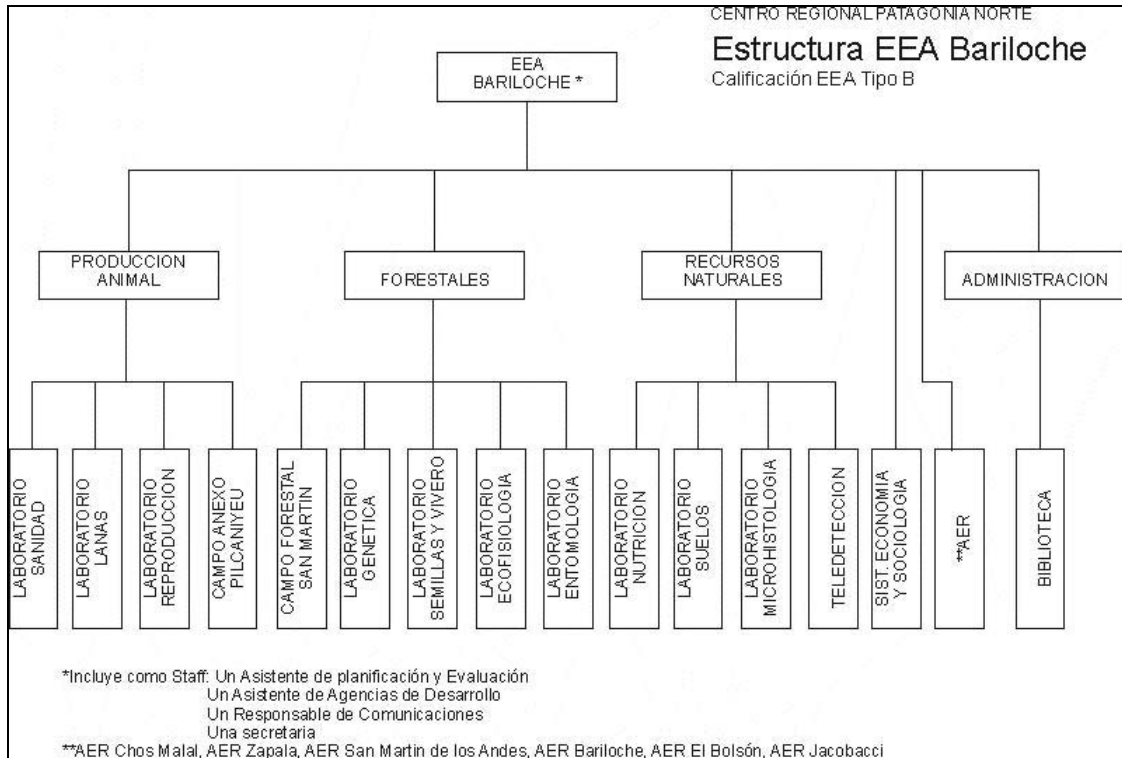 CENTRO REGIONAL PATAGONIA NORTE
Estructura EEA Bariloche
Calificación EEA Tipo B
EEA
BARILOCHE *
PRODUCCION
ANIMAL
FORESTALES
RECURSOS
NATURALES
ADMINISTRACION
LABORATORIO
SANIDAD
LABORATORIO
LANAS
LABORATORIO
REPRODUCCION
CAMPO ANEXO
PILCANIYEU
CAMPO FORESTAL
SAN MARTIN
LABORATORIO
GENETICA
LABORATORIO
SEMILLAS Y VIVERO
LABORATORIO
ECOFISIOLOGIA
LABORATORIO
ENTOMOLOGIA
LABORATORIO
NUTRICION
LABORATORIO
SUELOS
LABORATORIO
MICROHISTOLOGIA
TELEDETECCION
SIST. ECONOMIA
Y SOCIOLOGIA
**AER
BIBLIOTECA
*Incluye como Staff: Un Asistente de planificación y Evaluación
Un Asistente de Agencias de Desarrollo
Un Responsable de Comunicaciones
Una secretaria
**AER Chos Malal, AER Zapala, AER San Martin de los Andes, AER Bariloche, AER El Bolsón, AER Jacobacci